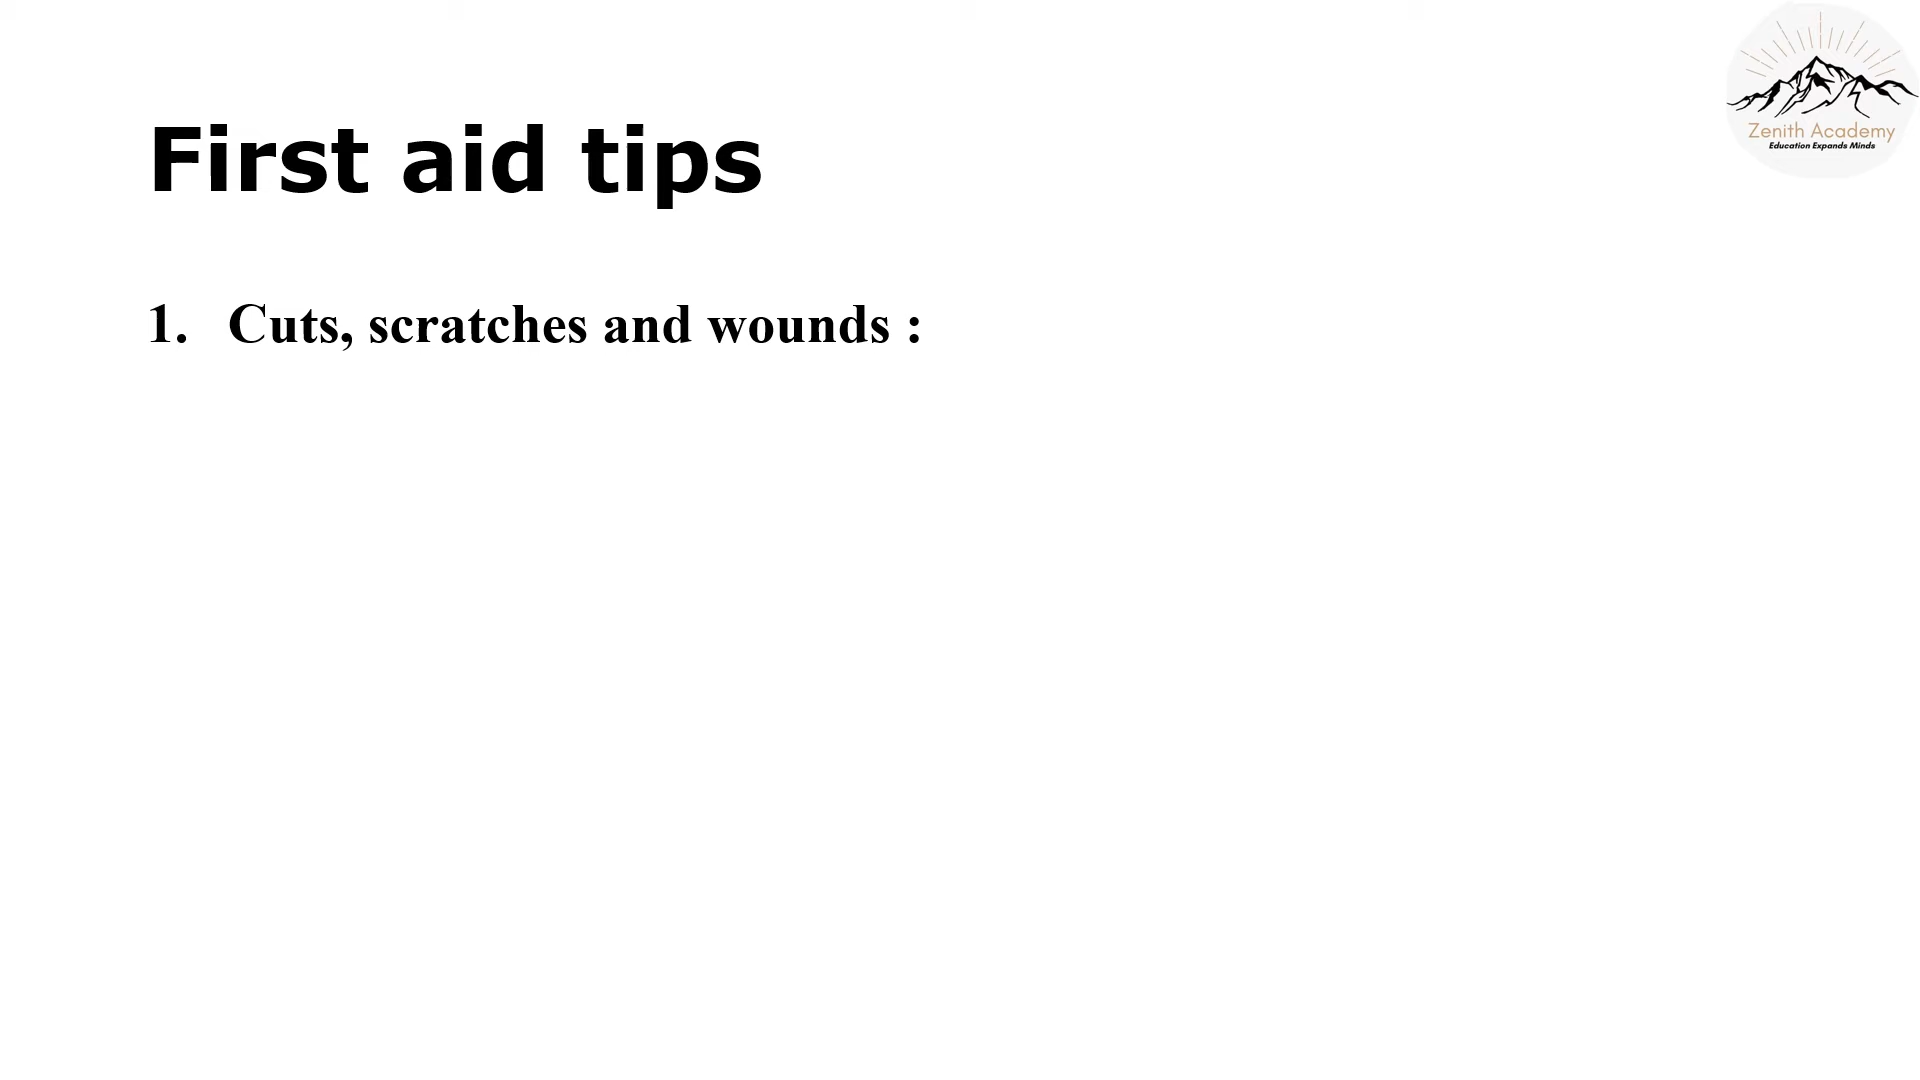 Zenith Academy
Education Expands Minds
First aid tips
1. Cuts, scratches and wounds :